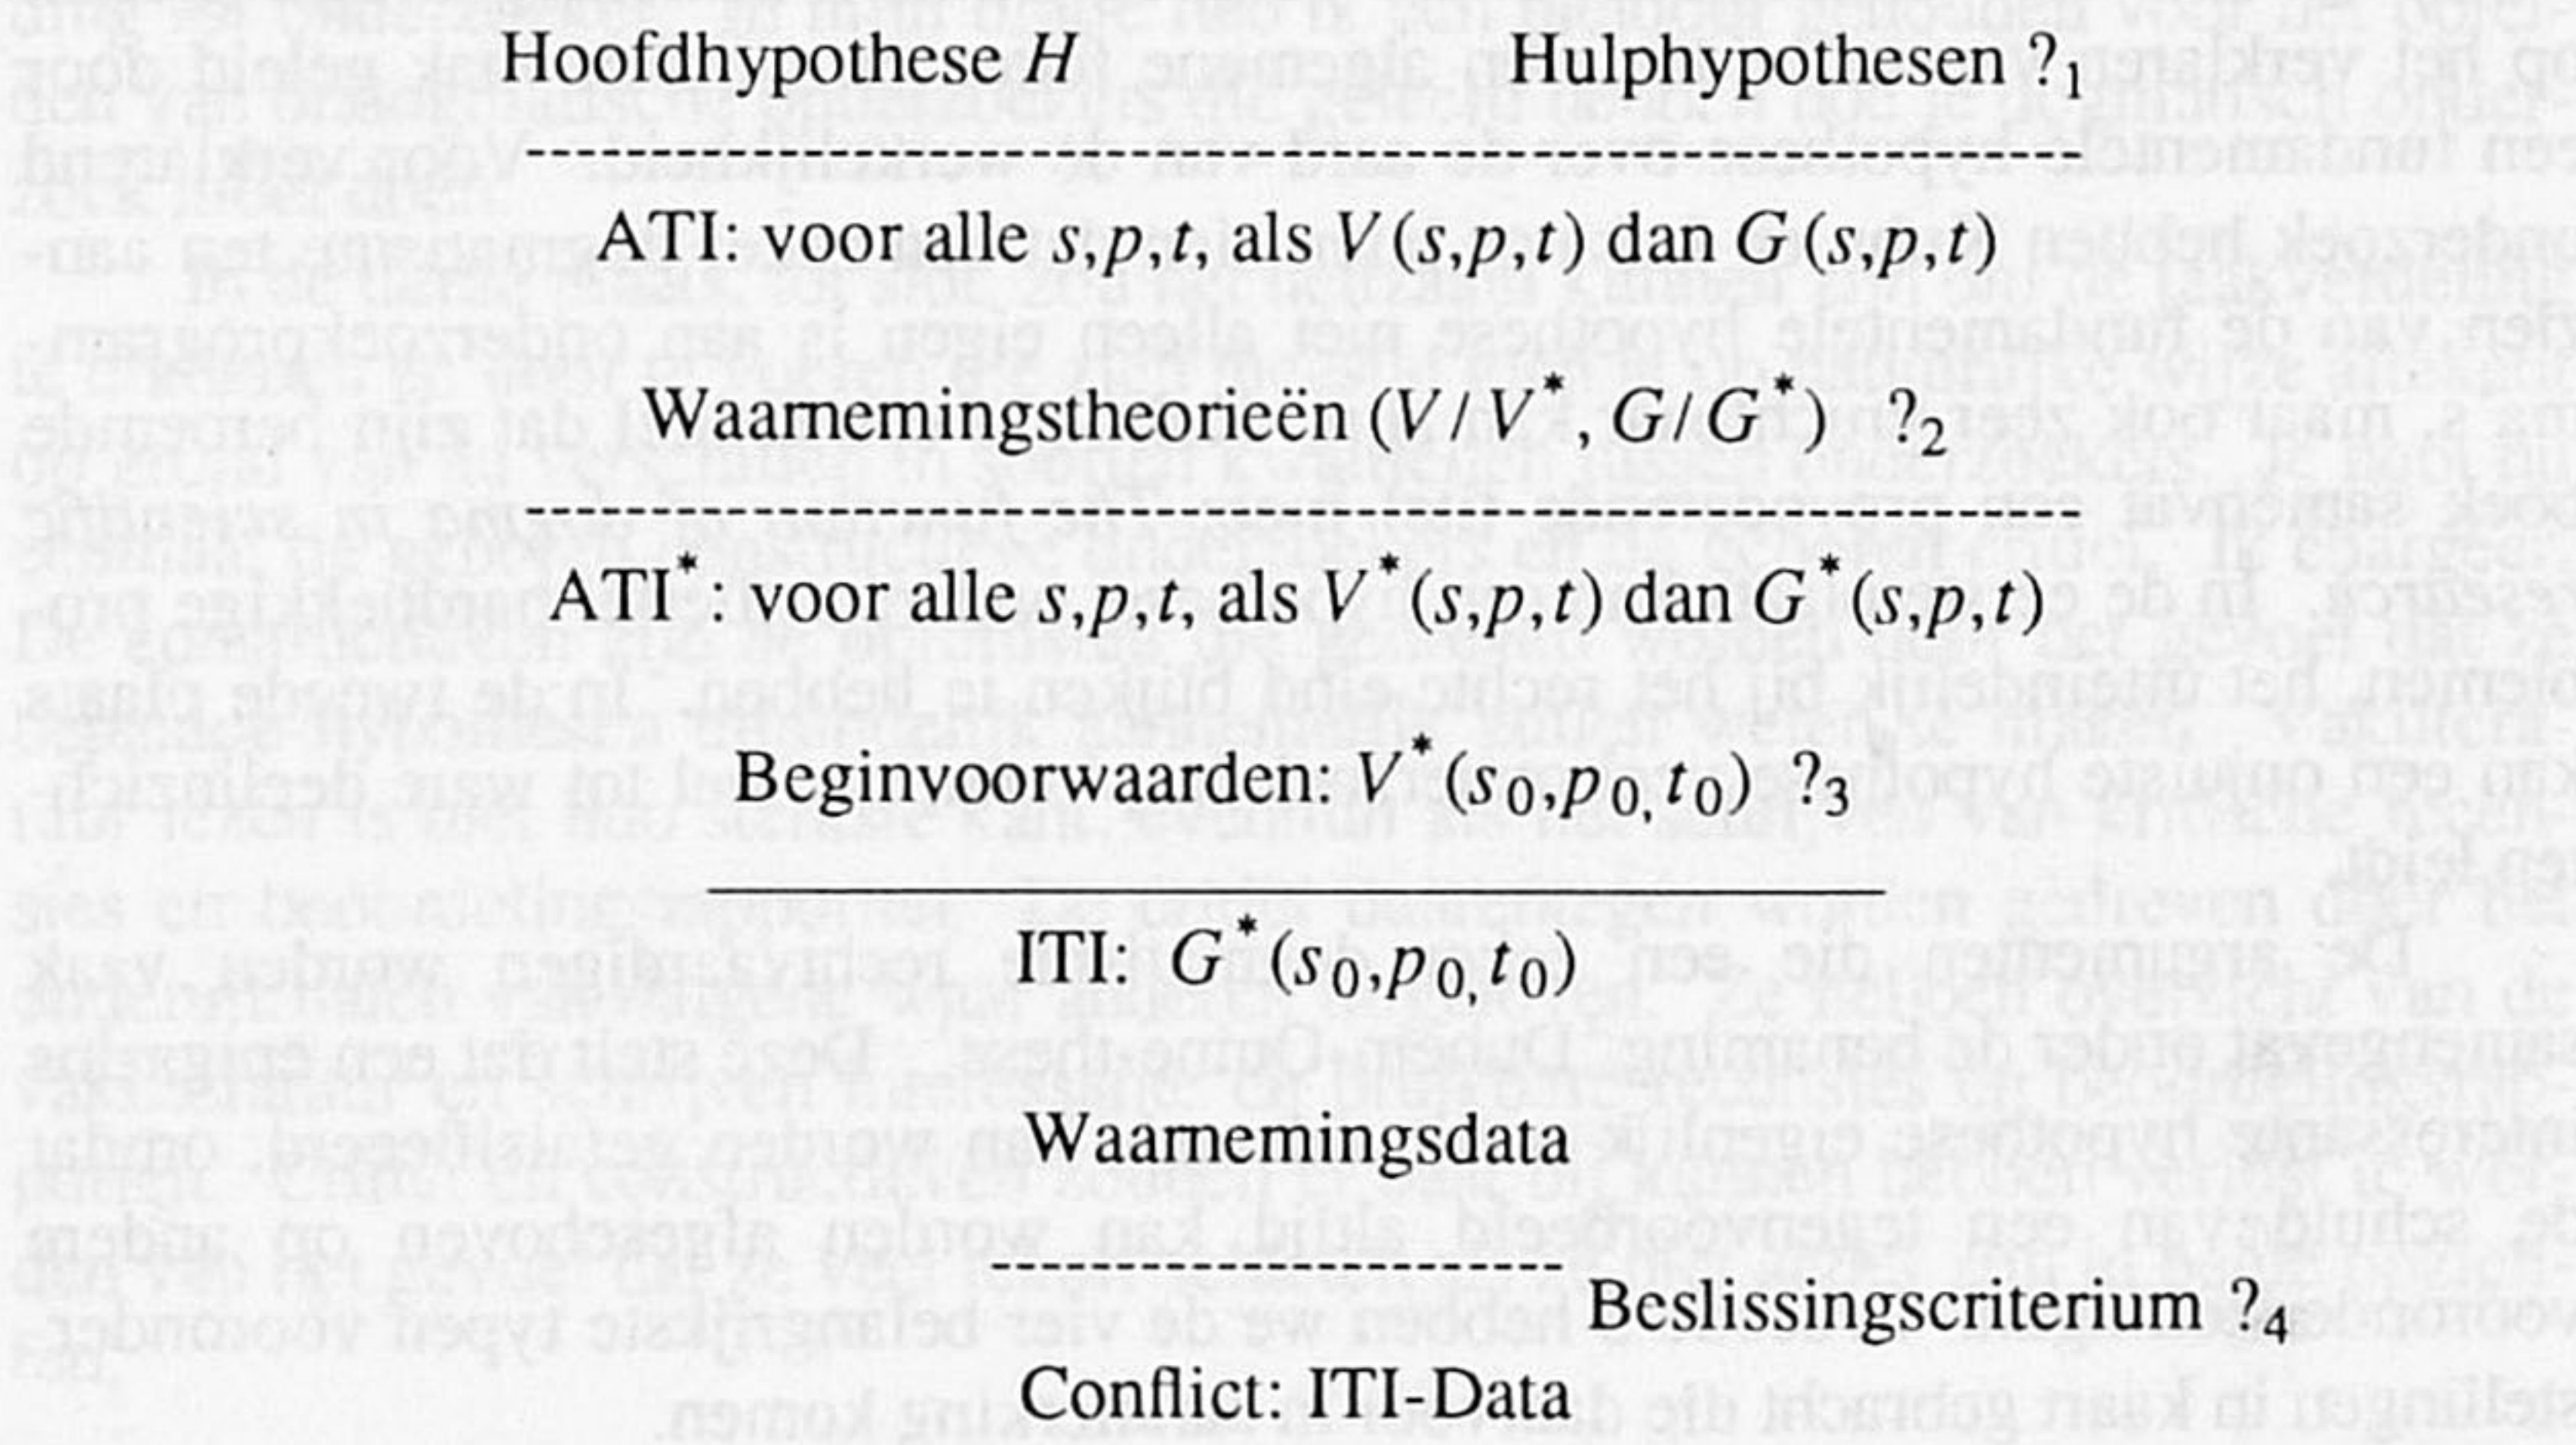 Hoofdhypothese H Hulphypothesen ?₁
ATI: voor alle s,p,t, als V(s,p,t) dan G(s,p,t)
Waarnemingstheorieën (V/V*, G/G*) ?₂
ATI*: voor alle s,p,t, als V*(s,p,t) dan G*(s,p,t)
Beginvoorwaarden: V*(s₀,p₀,t₀) ?₃
ITI: G*(s₀,p₀,t₀)
Waarnemingsdata
Beslissingscriterium ?₄
Conflict: ITI-Data